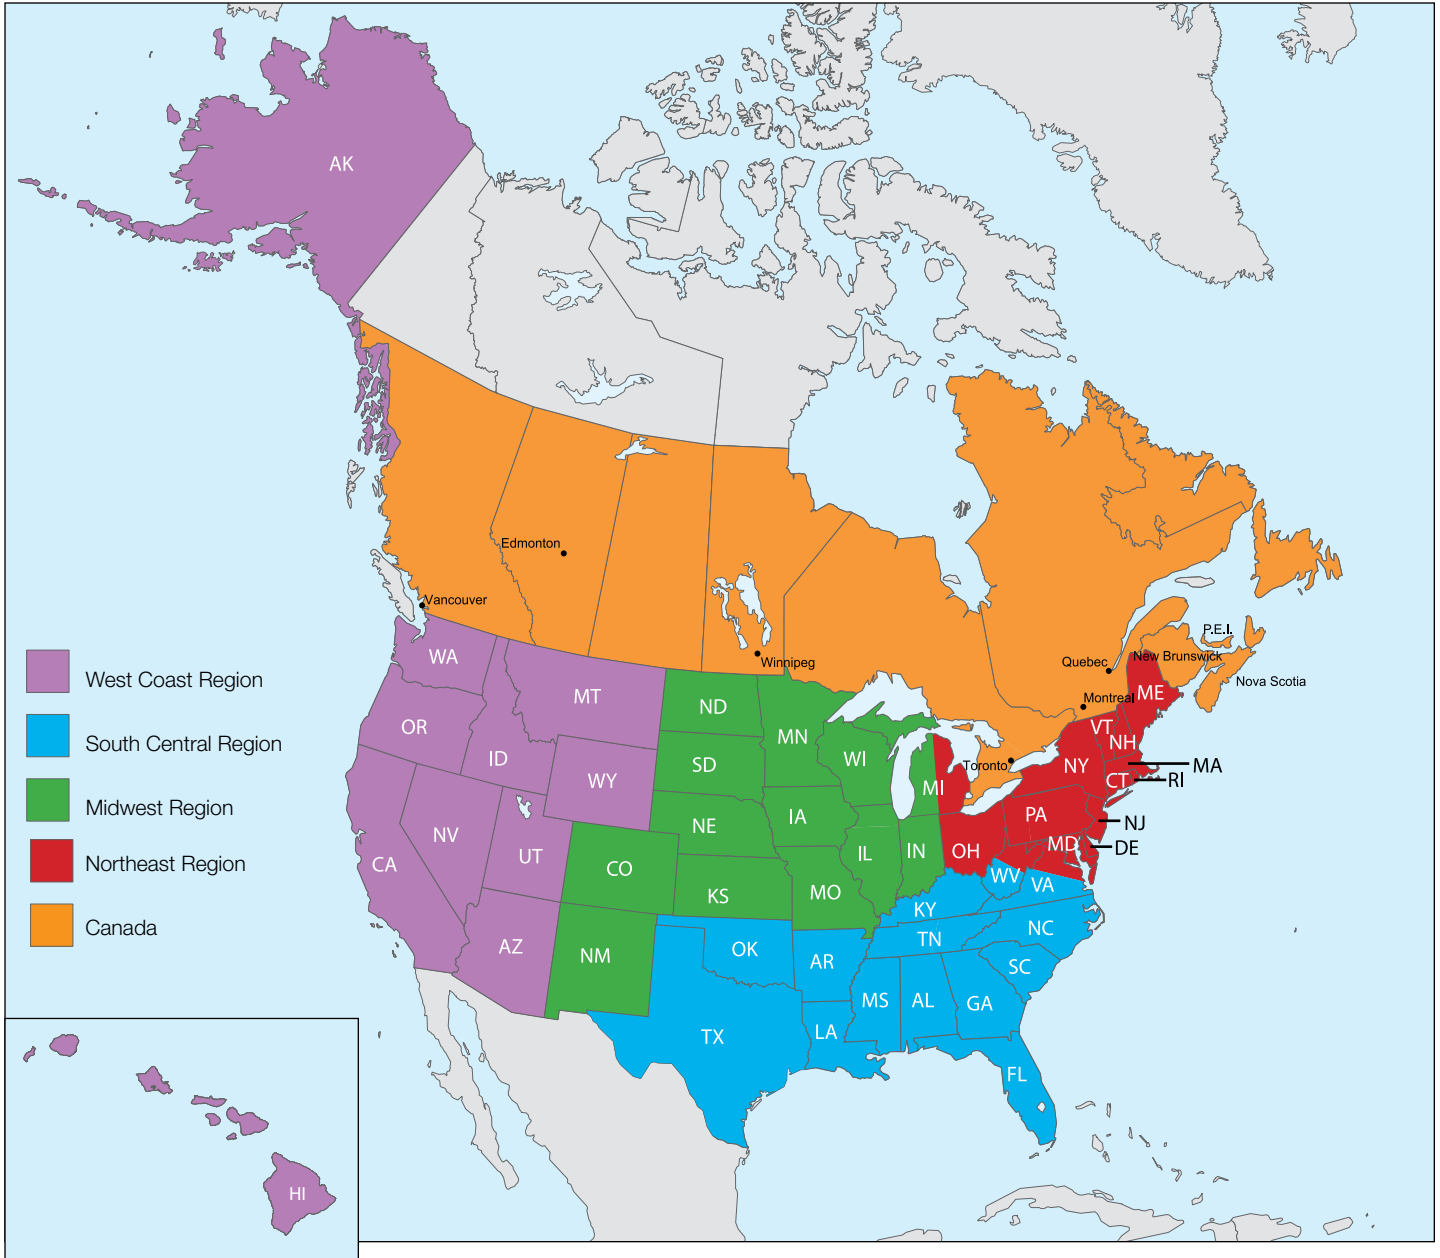 AK
Edmonton
Vancouver
Winnipeg
Quebec
Montreal
Toronto
P.E.I.
New Brunswick
Nova Scotia
WA
MT
ND
MN
OR
ID
SD
WI
WY
NE
IA
MI
NV
UT
CA
CO
KS
IL
IN
MO
AZ
NM
OK
AR
TX
LA
MS
AL
GA
FL
SC
NC
TN
KY
WV
VA
OH
PA
MD
NY
VT
NH
ME
CT
MA
RI
NJ
DE
West Coast Region
South Central Region
Midwest Region
Northeast Region
Canada
HI